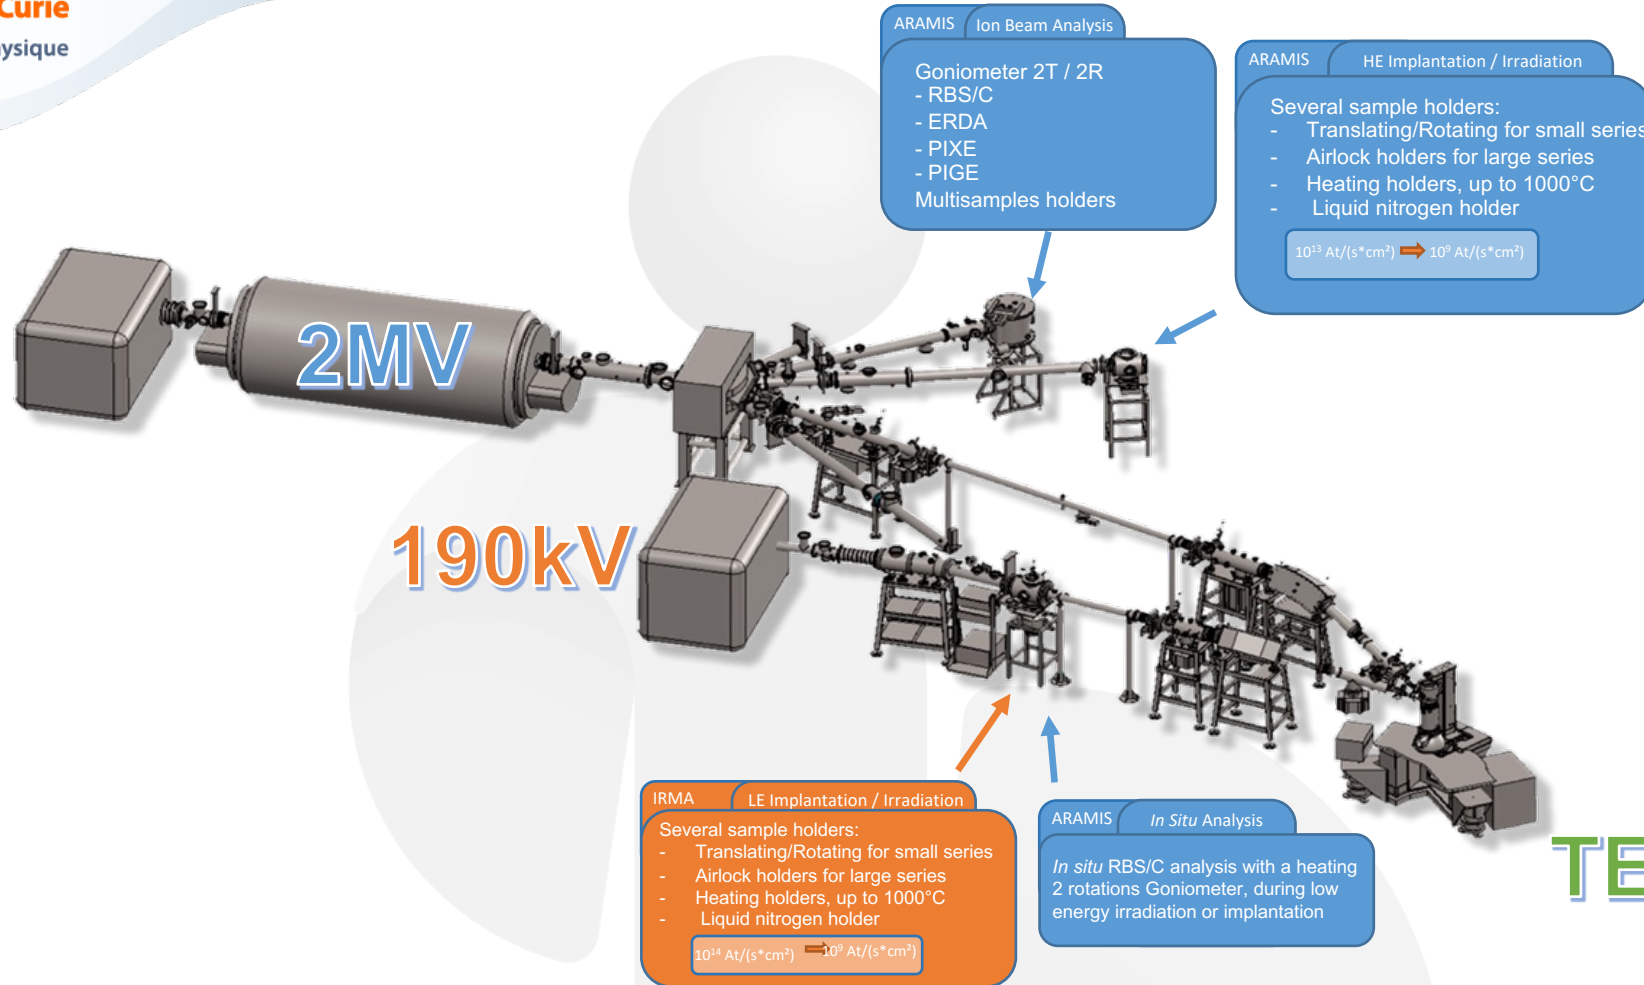 Curie
ysique
ARAMIS Ion Beam Analysis
Goniometer 2T / 2R
- RBS/C
- ERDA
- PIXE
- PIGE
Multisamples holders
ARAMIS HE Implantation / Irradiation
Several sample holders:
- Translating/Rotating for small series
- Airlock holders for large series
- Heating holders, up to 1000°C
- Liquid nitrogen holder
10¹³ At/(s*cm²) 10⁹ At/(s*cm²)
2MV
190kV
IRMA LE Implantation / Irradiation
Several sample holders:
- Translating/Rotating for small series
- Airlock holders for large series
- Heating holders, up to 1000°C
- Liquid nitrogen holder
10¹⁴ At/(s*cm²) 10⁹ At/(s*cm²)
ARAMIS In Situ Analysis
In situ RBS/C analysis with a heating
2 rotations Goniometer, during low
energy irradiation or implantation
TE